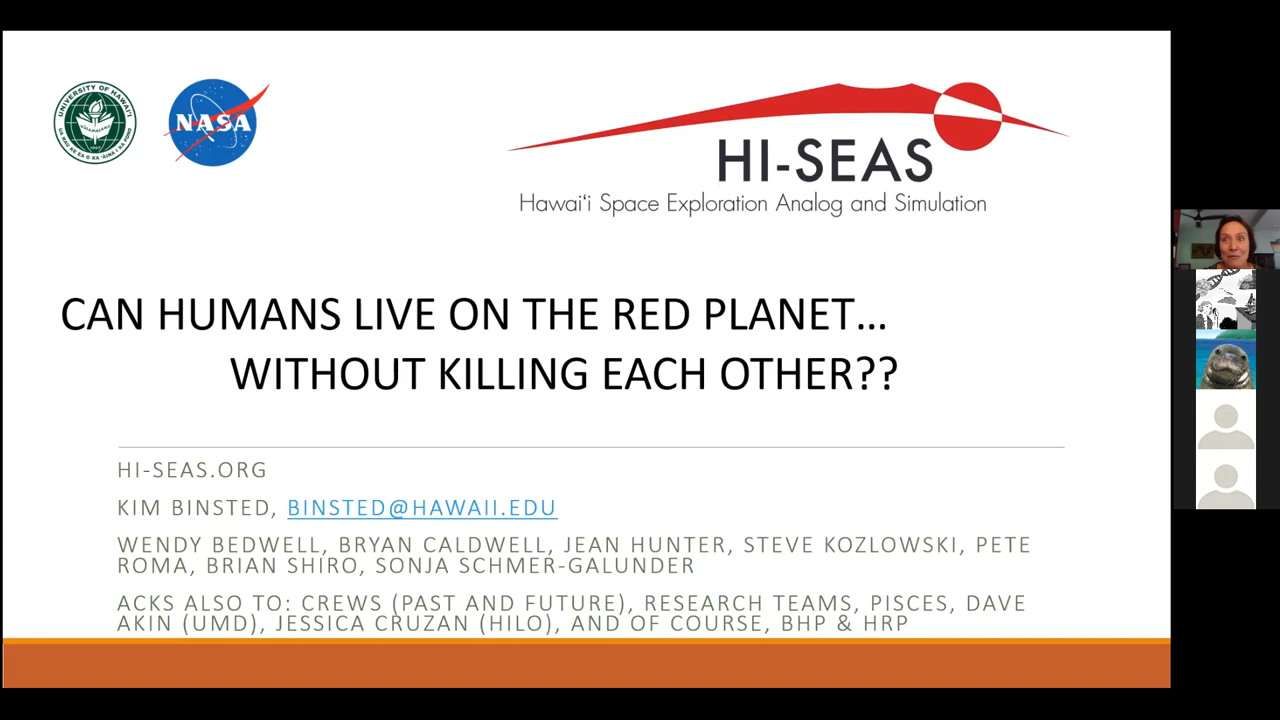 UNIVERSITY OF HAWAI'I
NASA
HI-SEAS
Hawaiʻi Space Exploration Analog and Simulation
CAN HUMANS LIVE ON THE RED PLANET…
WITHOUT KILLING EACH OTHER??
HI-SEAS.ORG
KIM BINSTED, BINSTED@HAWAII.EDU
WENDY BEDWELL, BRYAN CALDWELL, JEAN HUNTER, STEVE KOZLOWSKI, PETE
ROMA, BRIAN SHIRO, SONJA SCHMER-GALUNDER
ACKS ALSO TO: CREWS (PAST AND FUTURE), RESEARCH TEAMS, PISCES, DAVE
AKIN (UMD), JESSICA CRUZAN (HILO), AND OF COURSE, BHP & HRP